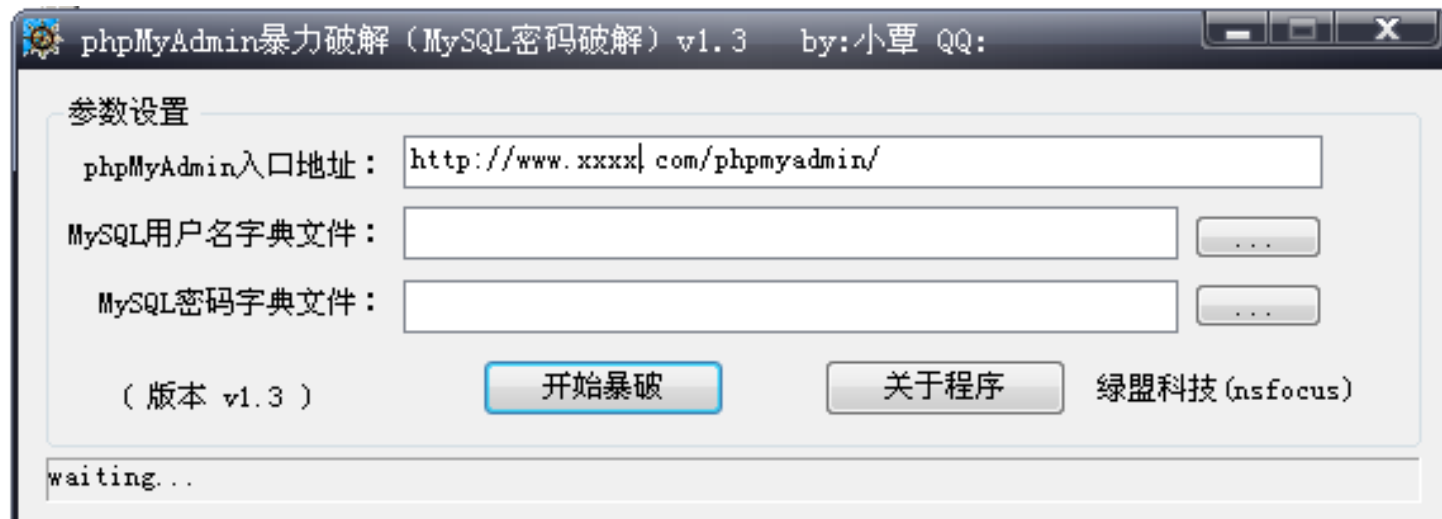 phpMyAdmin暴力破解（MySQL密码破解）v1.3 by:小覃 QQ:
参数设置
phpMyAdmin入口地址：
http://www.xxxx.com/phpmyadmin/
MySQL用户名字典文件：
...
MySQL密码字典文件：
...
( 版本 v1.3 )
开始暴破
关于程序
绿盟科技(nsfocus)
waiting...